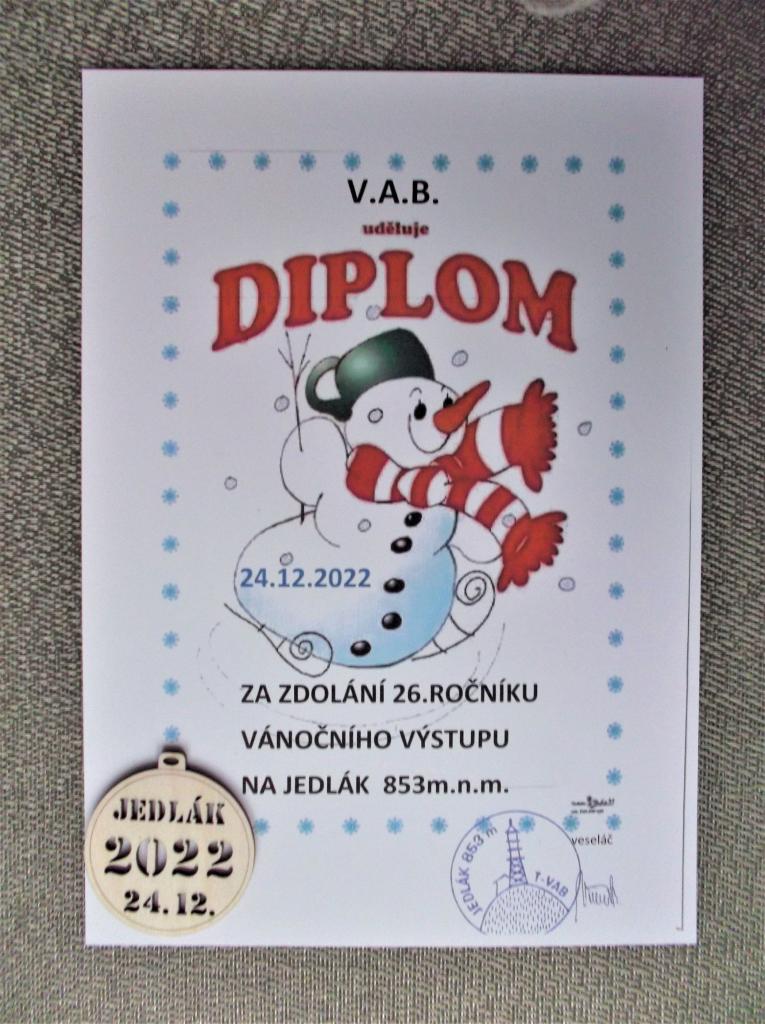 V.A.B.
uděluje
DIPLOM
24.12.2022
ZA ZDOLÁNÍ 26.ROČNÍKU
VÁNOČNÍHO VÝSTUPU
NA JEDLÁK 853m.n.m.
JEDLÁK
2022
24.12.
JEDLÁK 853 m
T-VAB
veseláč